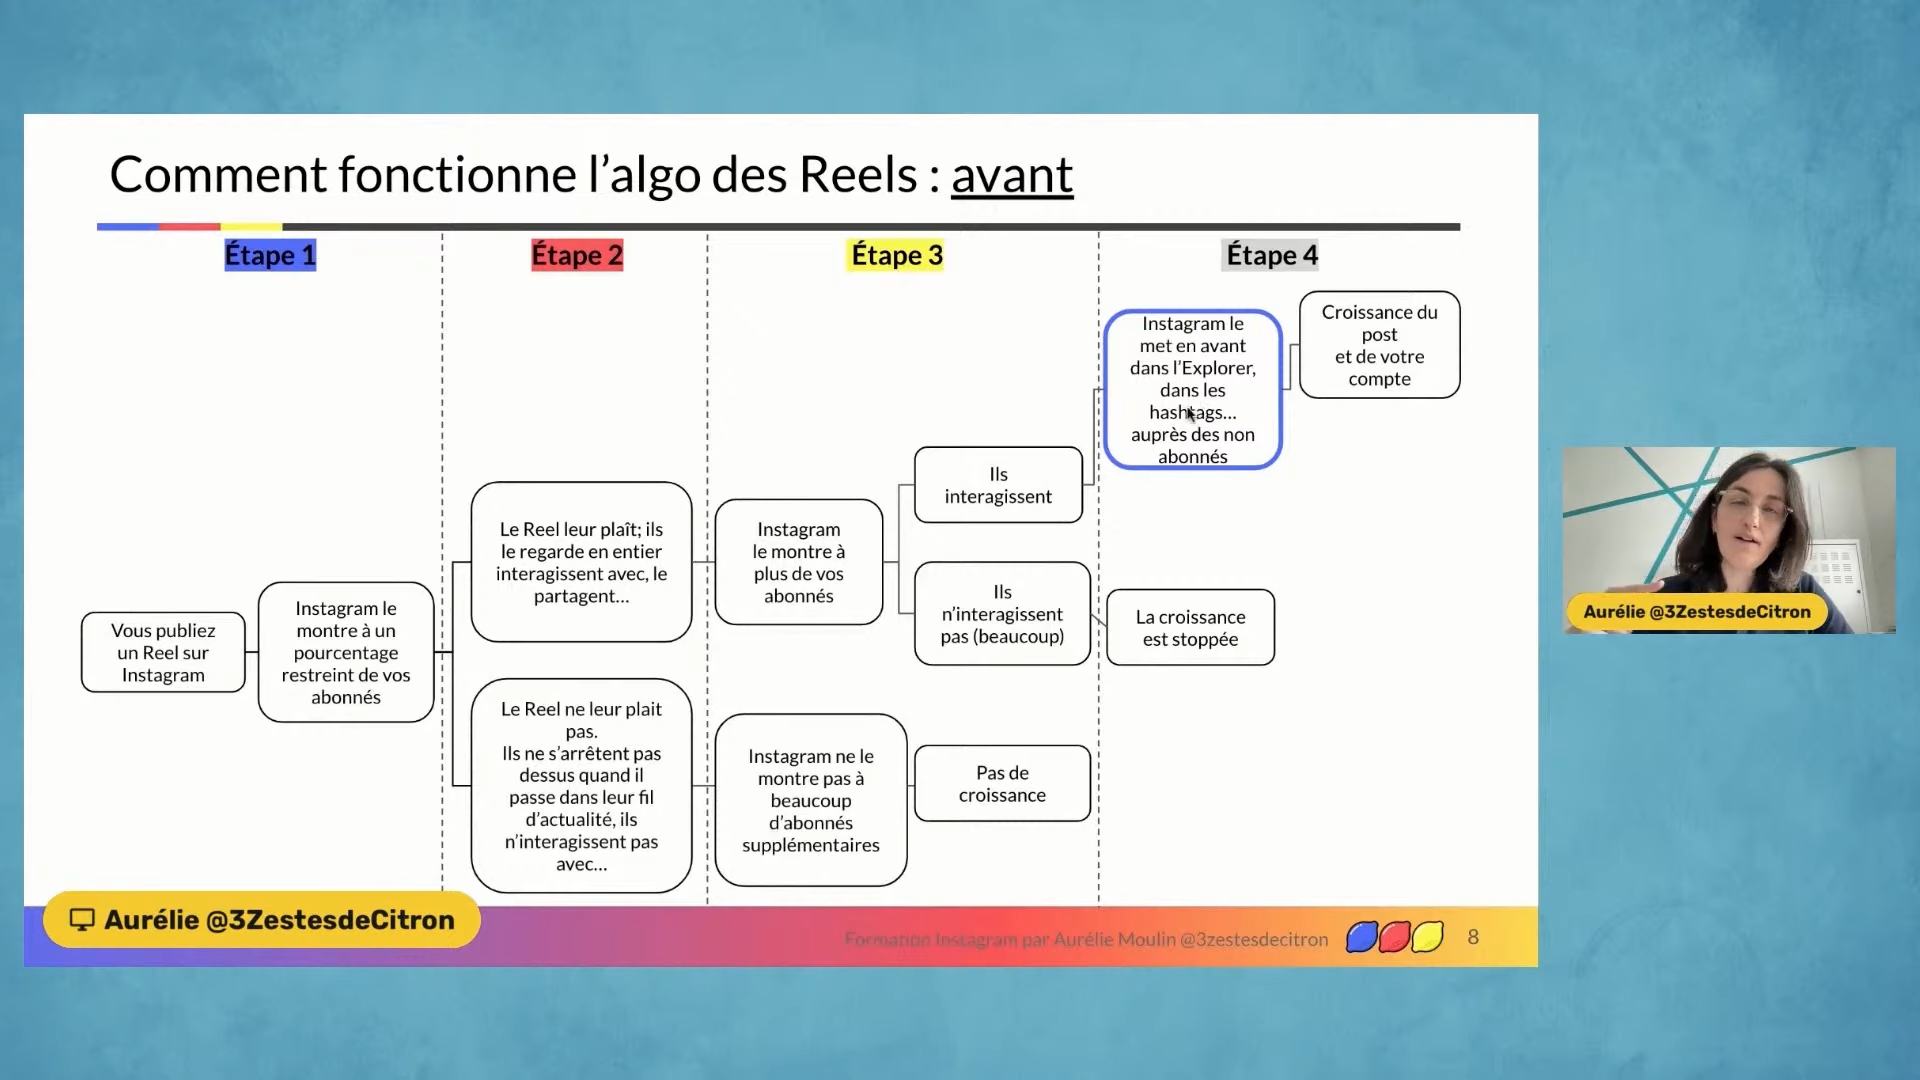 Comment fonctionne l’algo des Reels : avant
Étape 1
Étape 2
Étape 3
Étape 4
Vous publiez
un Reel sur
Instagram
Instagram le
montre à un
pourcentage
restreint de vos
abonnés
Le Reel leur plaît; ils
le regarde en entier
interagissent avec, le
partagent...
Le Reel ne leur plait
pas.
Ils ne s’arrêtent pas
dessus quand il
passe dans leur fil
d’actualité, ils
n’interagissent pas
avec...
Instagram
le montre à
plus de vos
abonnés
Instagram ne le
montre pas à
beaucoup
d’abonnés
supplémentaires
Ils
interagissent
Ils
n’interagissent
pas (beaucoup)
Pas de
croissance
Instagram le
met en avant
dans l’Explorer,
dans les
hashtags...
auprès des non
abonnés
Croissance du
post
et de votre
compte
La croissance
est stoppée
Aurélie @3ZestesdeCitron
Formation Instagram par Aurélie Moulin @3zestesdecitron
8
Aurélie @3ZestesdeCitron